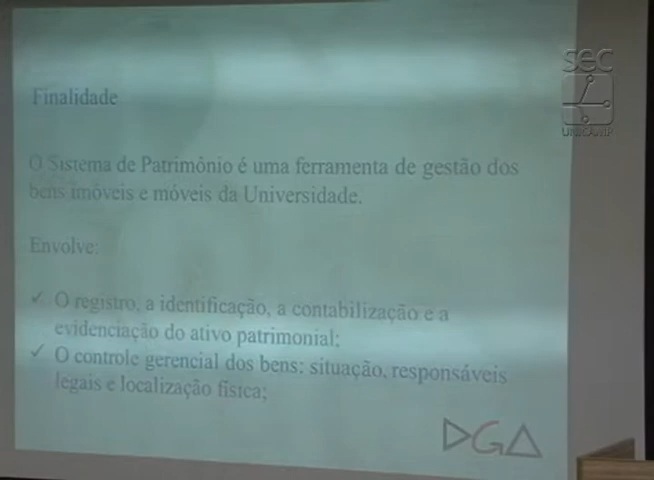 sec
UNICAMP
Finalidade
O Sistema de Patrimônio é uma ferramenta de gestão dos
bens imóveis e móveis da Universidade.
Envolve:
✓ O registro, a identificação, a contabilização e a
evidenciação do ativo patrimonial;
✓ O controle gerencial dos bens: situação, responsáveis
legais e localização física;
DGA